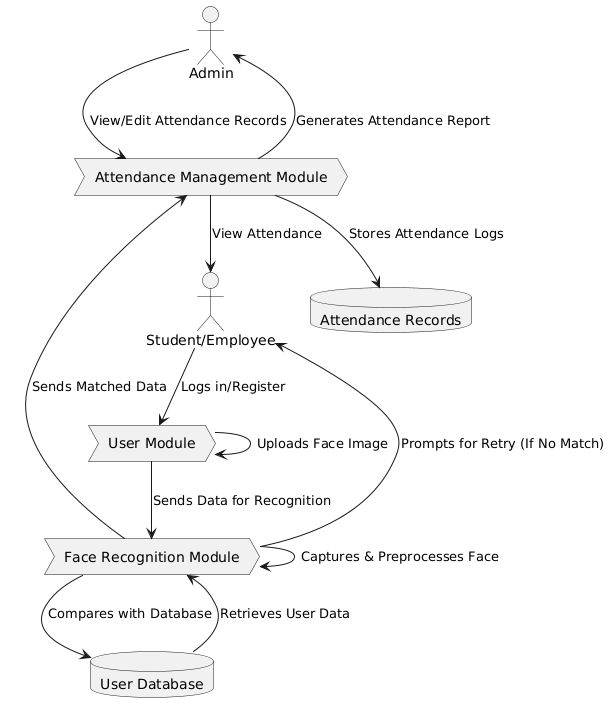 Admin
View/Edit Attendance Records
Generates Attendance Report
Attendance Management Module
View Attendance
Stores Attendance Logs
Attendance Records
Student/Employee
Sends Matched Data
Logs in/Register
User Module
Uploads Face Image
Prompts for Retry (If No Match)
Sends Data for Recognition
Face Recognition Module
Captures & Preprocesses Face
Compares with Database
Retrieves User Data
User Database